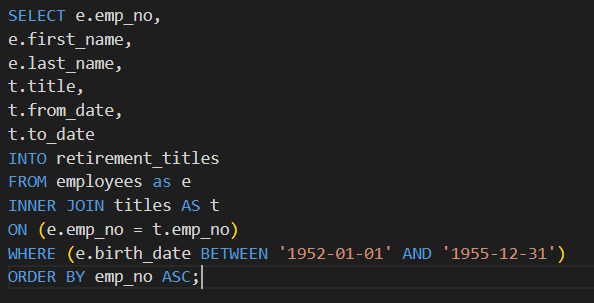 SELECT e.emp_no,
e.first_name,
e.last_name,
t.title,
t.from_date,
t.to_date
INTO retirement_titles
FROM employees as e
INNER JOIN titles AS t
ON (e.emp_no = t.emp_no)
WHERE (e.birth_date BETWEEN '1952-01-01' AND '1955-12-31')
ORDER BY emp_no ASC;